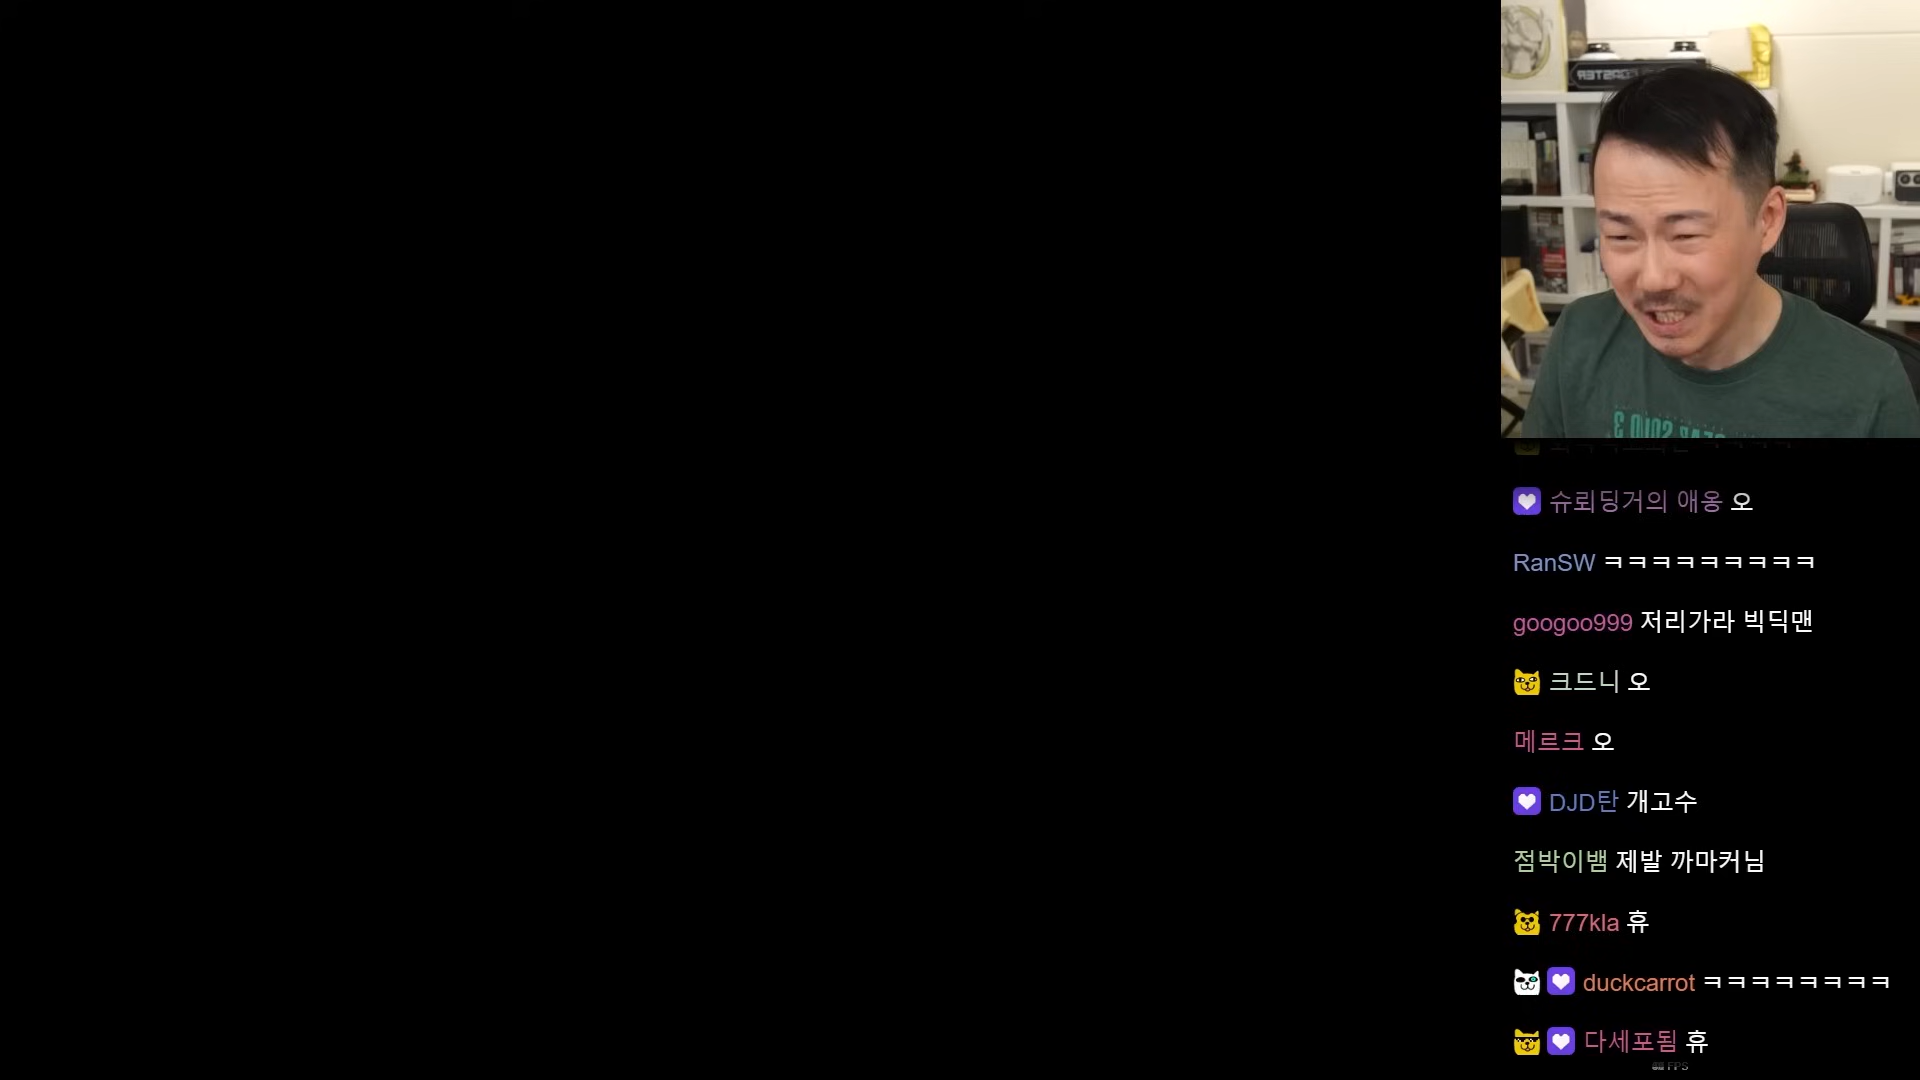 슈뢰딩거의 애옹 오
RanSW ㅋㅋㅋㅋㅋㅋㅋㅋㅋ
googoo999 저리가라 빅딕맨
크드니 오
메르크 오
DJD탄 개고수
점박이뱀 제발 까마커님
777kla 휴
duckcarrot ㅋㅋㅋㅋㅋㅋㅋㅋ
다세포됨 휴
FPS